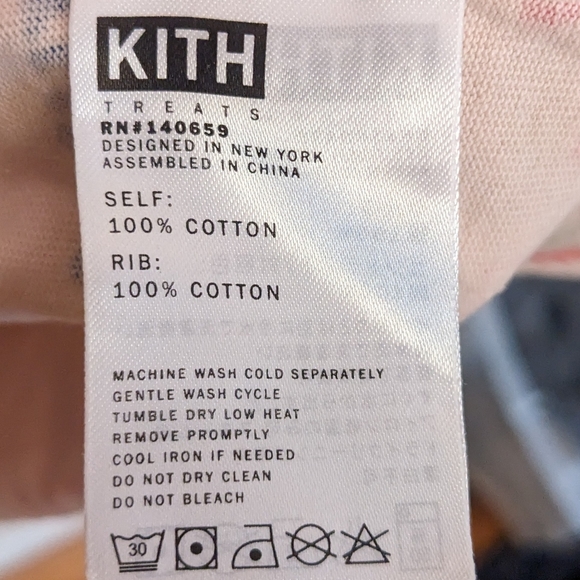 KITH
TREATS
RN#140659
DESIGNED IN NEW YORK
ASSEMBLED IN CHINA
SELF:
100% COTTON
RIB:
100% COTTON
MACHINE WASH COLD SEPARATELY
GENTLE WASH CYCLE
TUMBLE DRY LOW HEAT
REMOVE PROMPTLY
COOL IRON IF NEEDED
DO NOT DRY CLEAN
DO NOT BLEACH
30